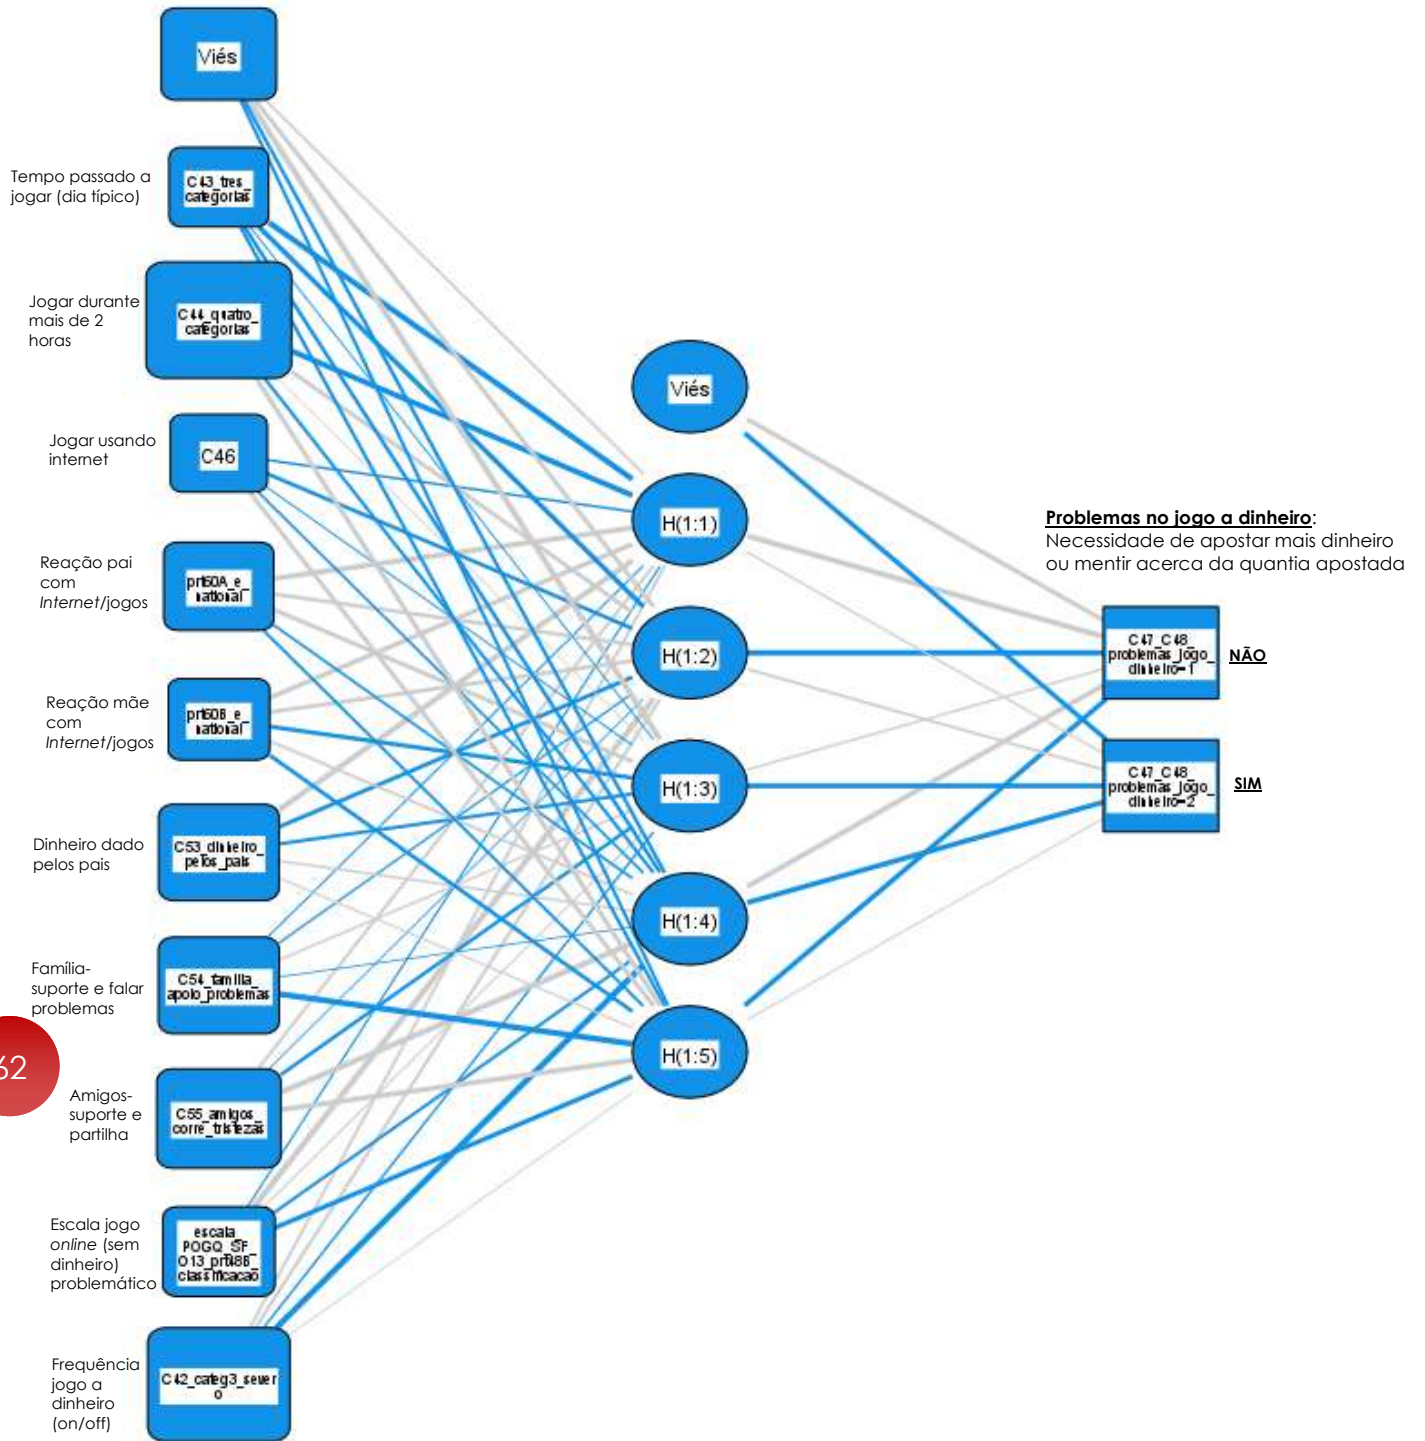 Viés
Tempo passado a
jogar (dia típico)
C43_tres_
categorias
Jogar durante
mais de 2
horas
C44_quatro_
categorias
Jogar usando
internet
C46
Reação pai
com
Internet/jogos
prt60A_e_
national
Reação mãe
com
Internet/jogos
prt60B_e_
national
Dinheiro dado
pelos pais
C53_dinheiro_
pelos_pais
Família-
suporte e falar
problemas
C54_familia_
apoio_problemas
62
Amigos-
suporte e
partilha
C55_amigos_
corre_tristezas
Escala jogo
online (sem
dinheiro)
problemático
escala_
POGQ_SF_
O13_prt48B_
classificacao
Frequência
jogo a
dinheiro
(on/off)
C42_categ3_sever
o
Viés
H(1:1)
H(1:2)
H(1:3)
H(1:4)
H(1:5)
Problemas no jogo a dinheiro:
Necessidade de apostar mais dinheiro
ou mentir acerca da quantia apostada
C47_C48_
problemas_jogo_
dinheiro=1
NÃO
C47_C48_
problemas_jogo_
dinheiro=2
SIM